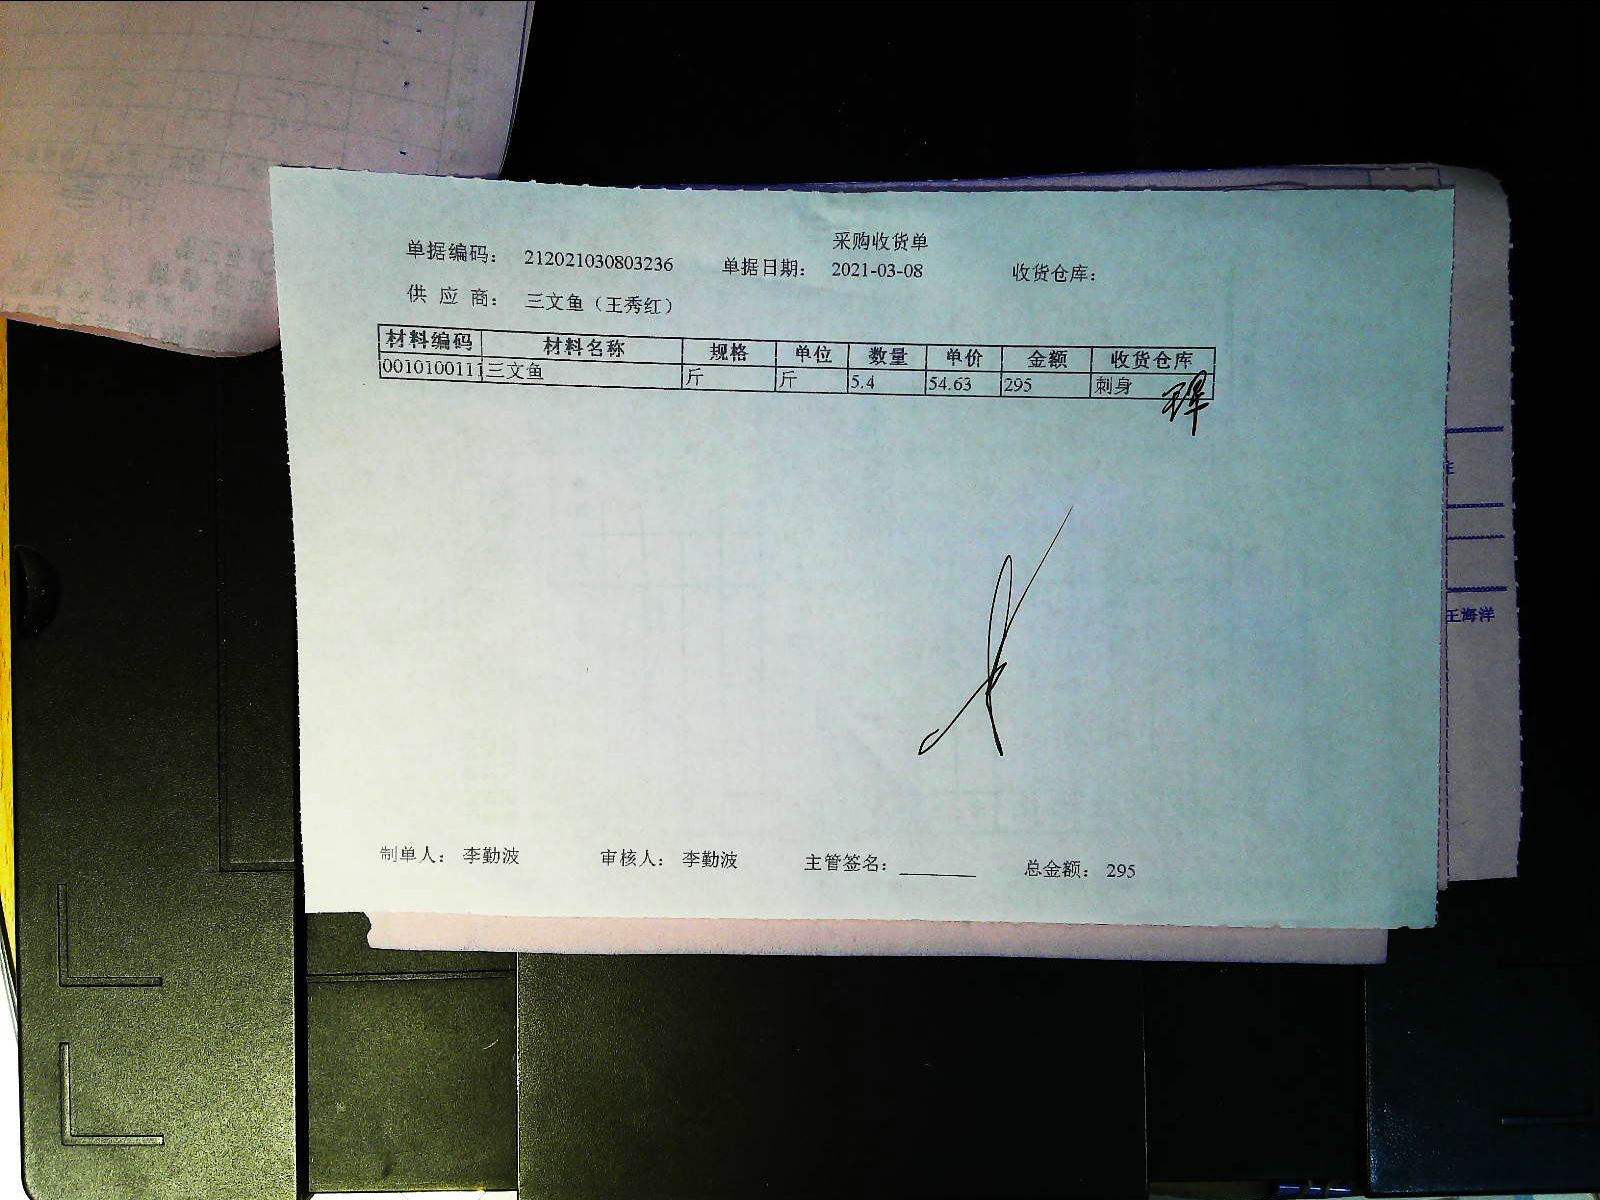 采购收货单
单据编码： 212021030803236 单据日期： 2021-03-08 收货仓库：
供 应 商： 三文鱼（王秀红）
材料编码 材料名称 规格 单位 数量 单价 金额 收货仓库
0010100111 三文鱼 斤 斤 5.4 54.63 295 刺身
王海洋
制单人： 李勤波 审核人： 李勤波 主管签名： 总金额： 295